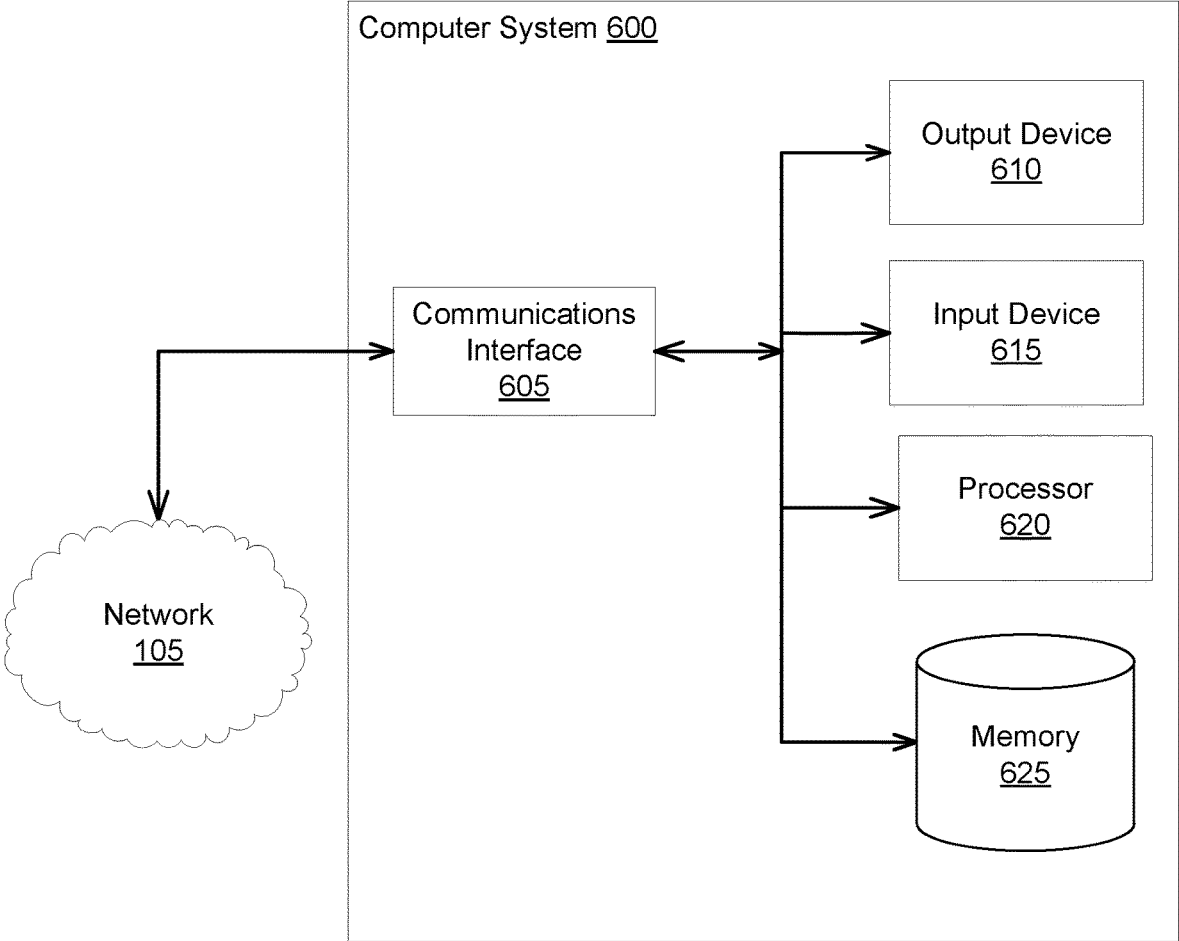 Computer System 600
Output Device
610
Communications
Interface
605
Input Device
615
Processor
620
Network
105
Memory
625